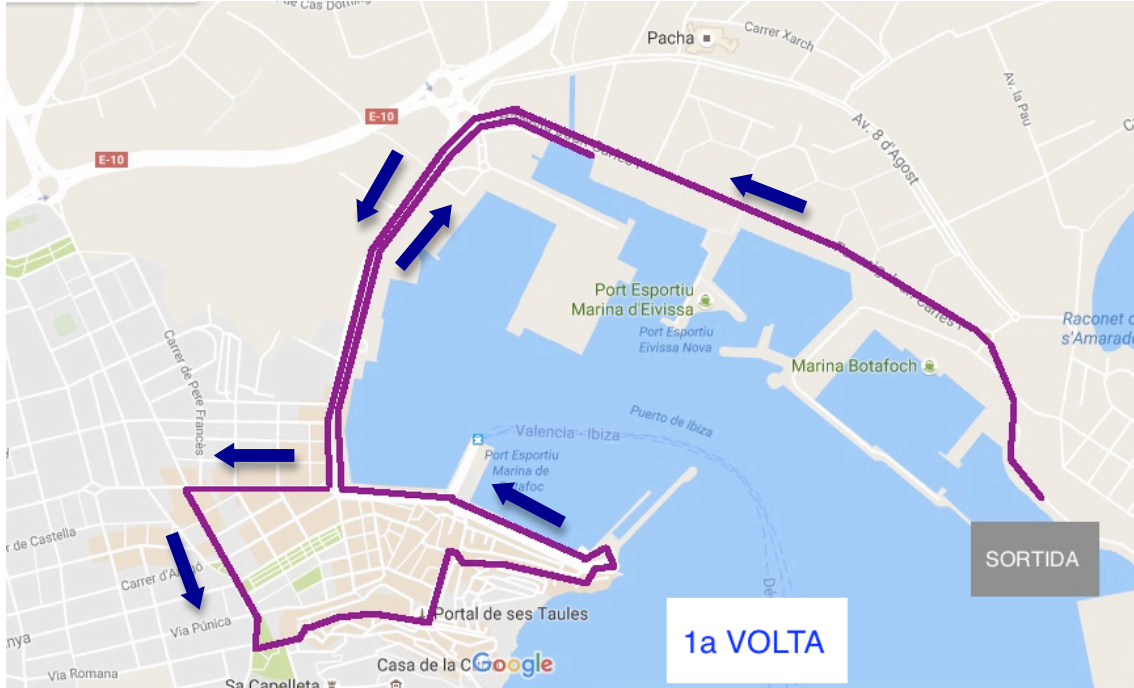 Pacha
Carrer Xarch
Av. la Pau
E-10
Av. 8 d'Agost
E-10
Port Esportiu
Marina d'Eivissa
Port Esportiu
Eivissa Nova
Raconet d
s'Amarado
Marina Botafoch
Carrer de Pere Francès
Puerto de Ibiza
Valencia - Ibiza
Port Esportiu
Marina de
r de Castella
SORTIDA
Carrer d'A
Via Púnica
Portal de ses Taules
nya
1a VOLTA
Casa de la C
Google
Via Romana
Sa Capelleta